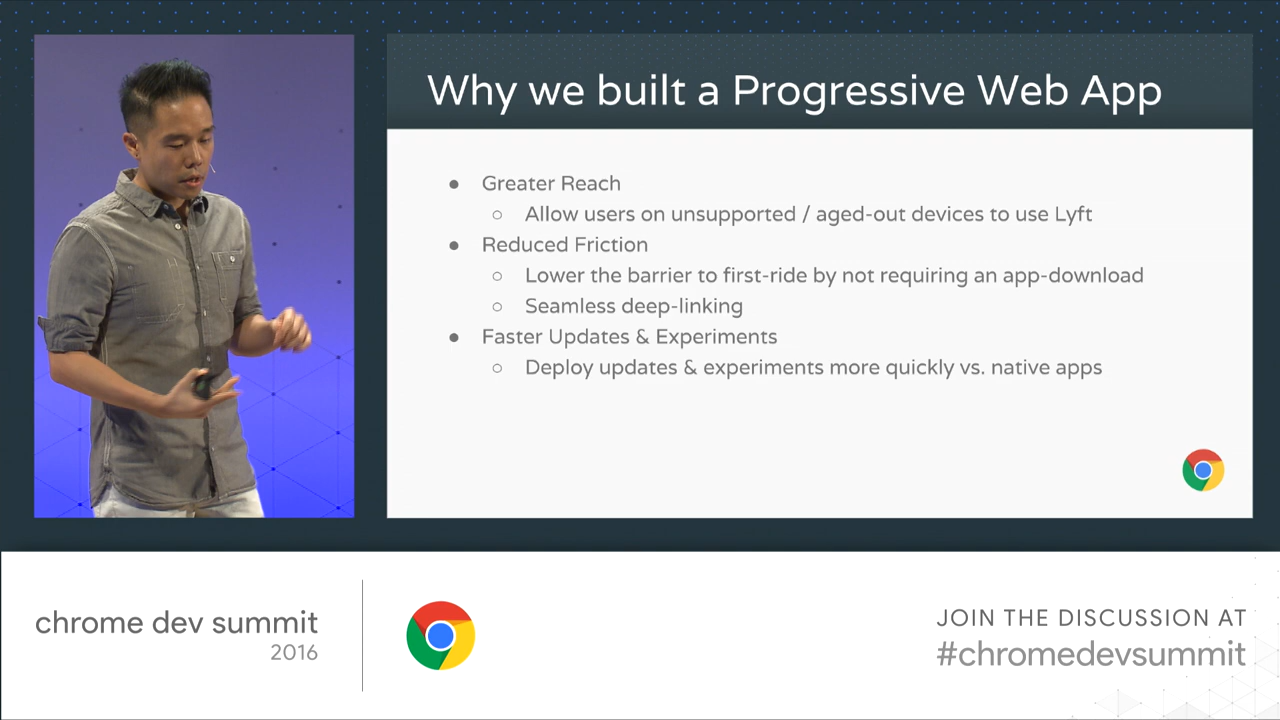 Why we built a Progressive Web App
● Greater Reach
○ Allow users on unsupported / aged-out devices to use Lyft
● Reduced Friction
○ Lower the barrier to first-ride by not requiring an app-download
○ Seamless deep-linking
● Faster Updates & Experiments
○ Deploy updates & experiments more quickly vs. native apps
chrome dev summit
2016
JOIN THE DISCUSSION AT
#chromedevsummit